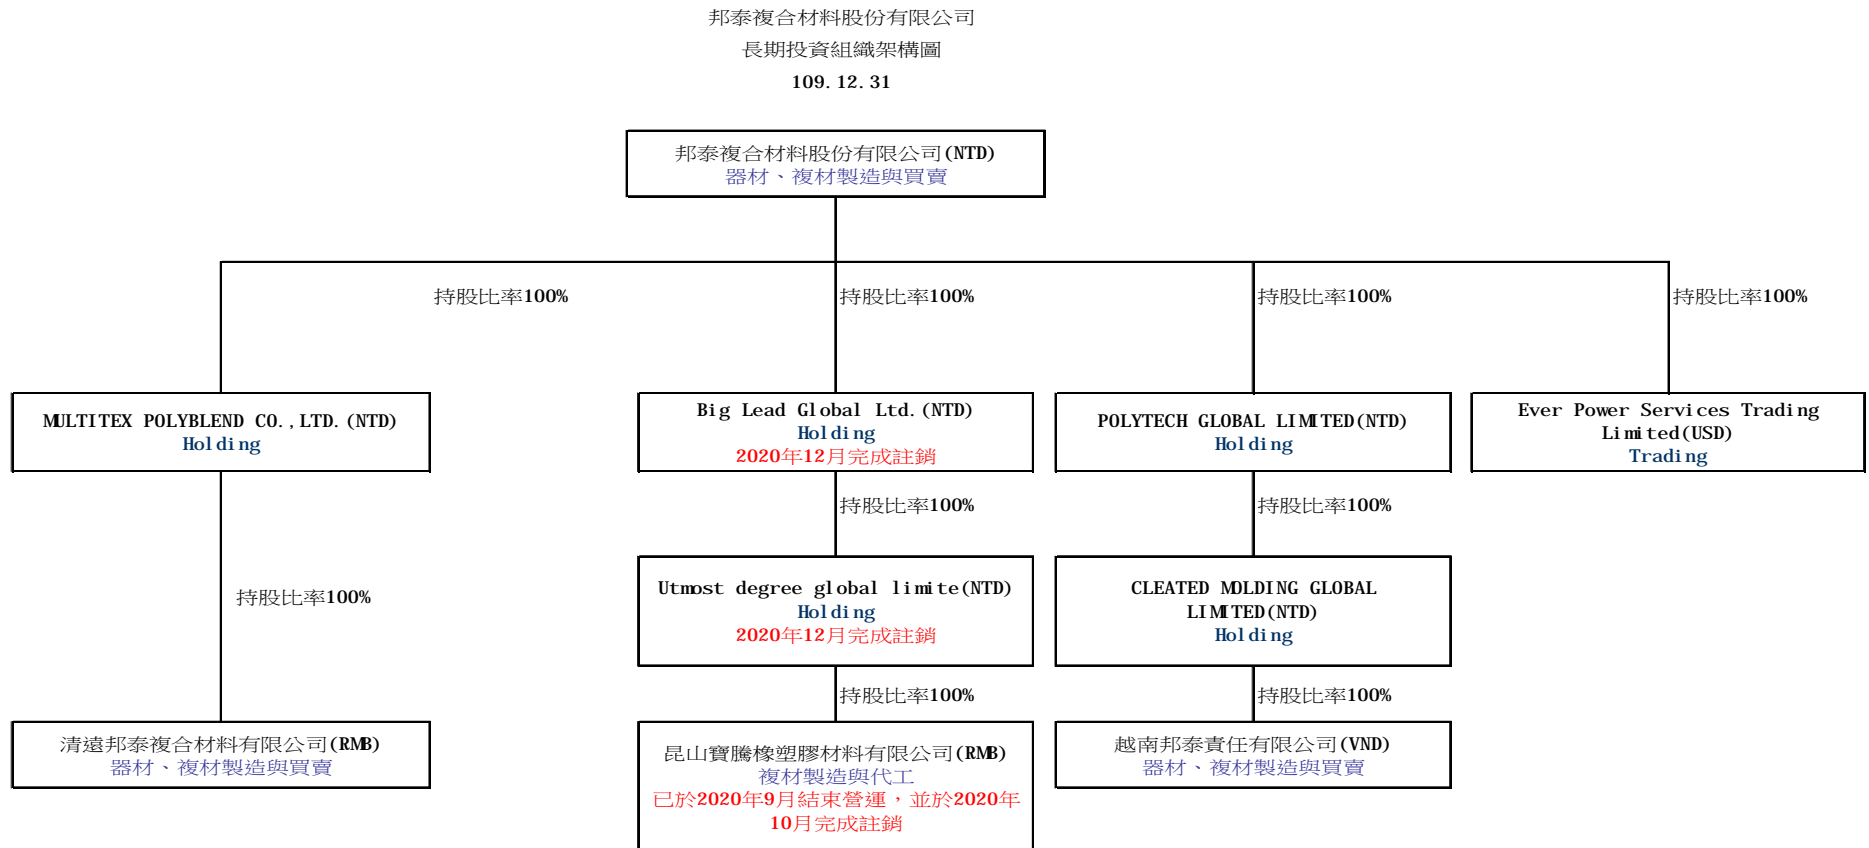 邦泰複合材料股份有限公司
長期投資組織架構圖
109.12.31
邦泰複合材料股份有限公司(NTD)
器材、複材製造與買賣
持股比率100%
持股比率100%
持股比率100%
持股比率100%
MULTITEX POLYBLEND CO.,LTD.(NTD)
Holding
Big Lead Global Ltd.(NTD)
Holding
2020年12月完成註銷
POLYTECH GLOBAL LIMITED(NTD)
Holding
Ever Power Services Trading
Limited(USD)
Trading
持股比率100%
持股比率100%
持股比率100%
Utmost degree global limite(NTD)
Holding
2020年12月完成註銷
CLEATED MOLDING GLOBAL
LIMITED(NTD)
Holding
持股比率100%
持股比率100%
清遠邦泰複合材料有限公司(RMB)
器材、複材製造與買賣
昆山寶騰橡塑膠材料有限公司(RMB)
複材製造與代工
已於2020年9月結束營運，並於2020年
10月完成註銷
越南邦泰責任有限公司(VND)
器材、複材製造與買賣